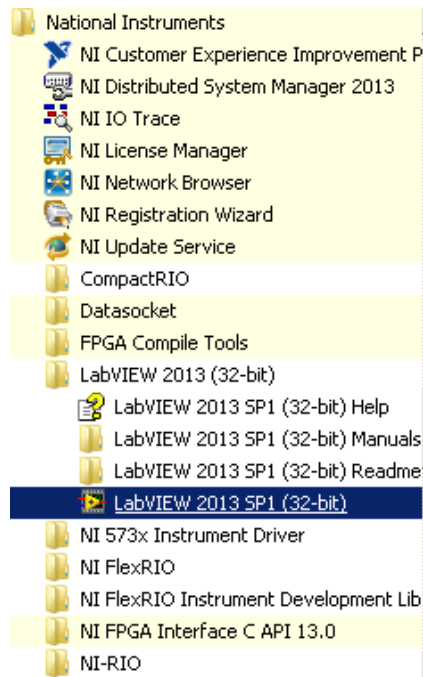 National Instruments
NI Customer Experience Improvement P
NI Distributed System Manager 2013
NI IO Trace
NI License Manager
NI Network Browser
NI Registration Wizard
NI Update Service
CompactRIO
Datasocket
FPGA Compile Tools
LabVIEW 2013 (32-bit)
LabVIEW 2013 SP1 (32-bit) Help
LabVIEW 2013 SP1 (32-bit) Manuals
LabVIEW 2013 SP1 (32-bit) Readme
LabVIEW 2013 SP1 (32-bit)
NI 573x Instrument Driver
NI FlexRIO
NI FlexRIO Instrument Development Lib
NI FPGA Interface C API 13.0
NI-RIO